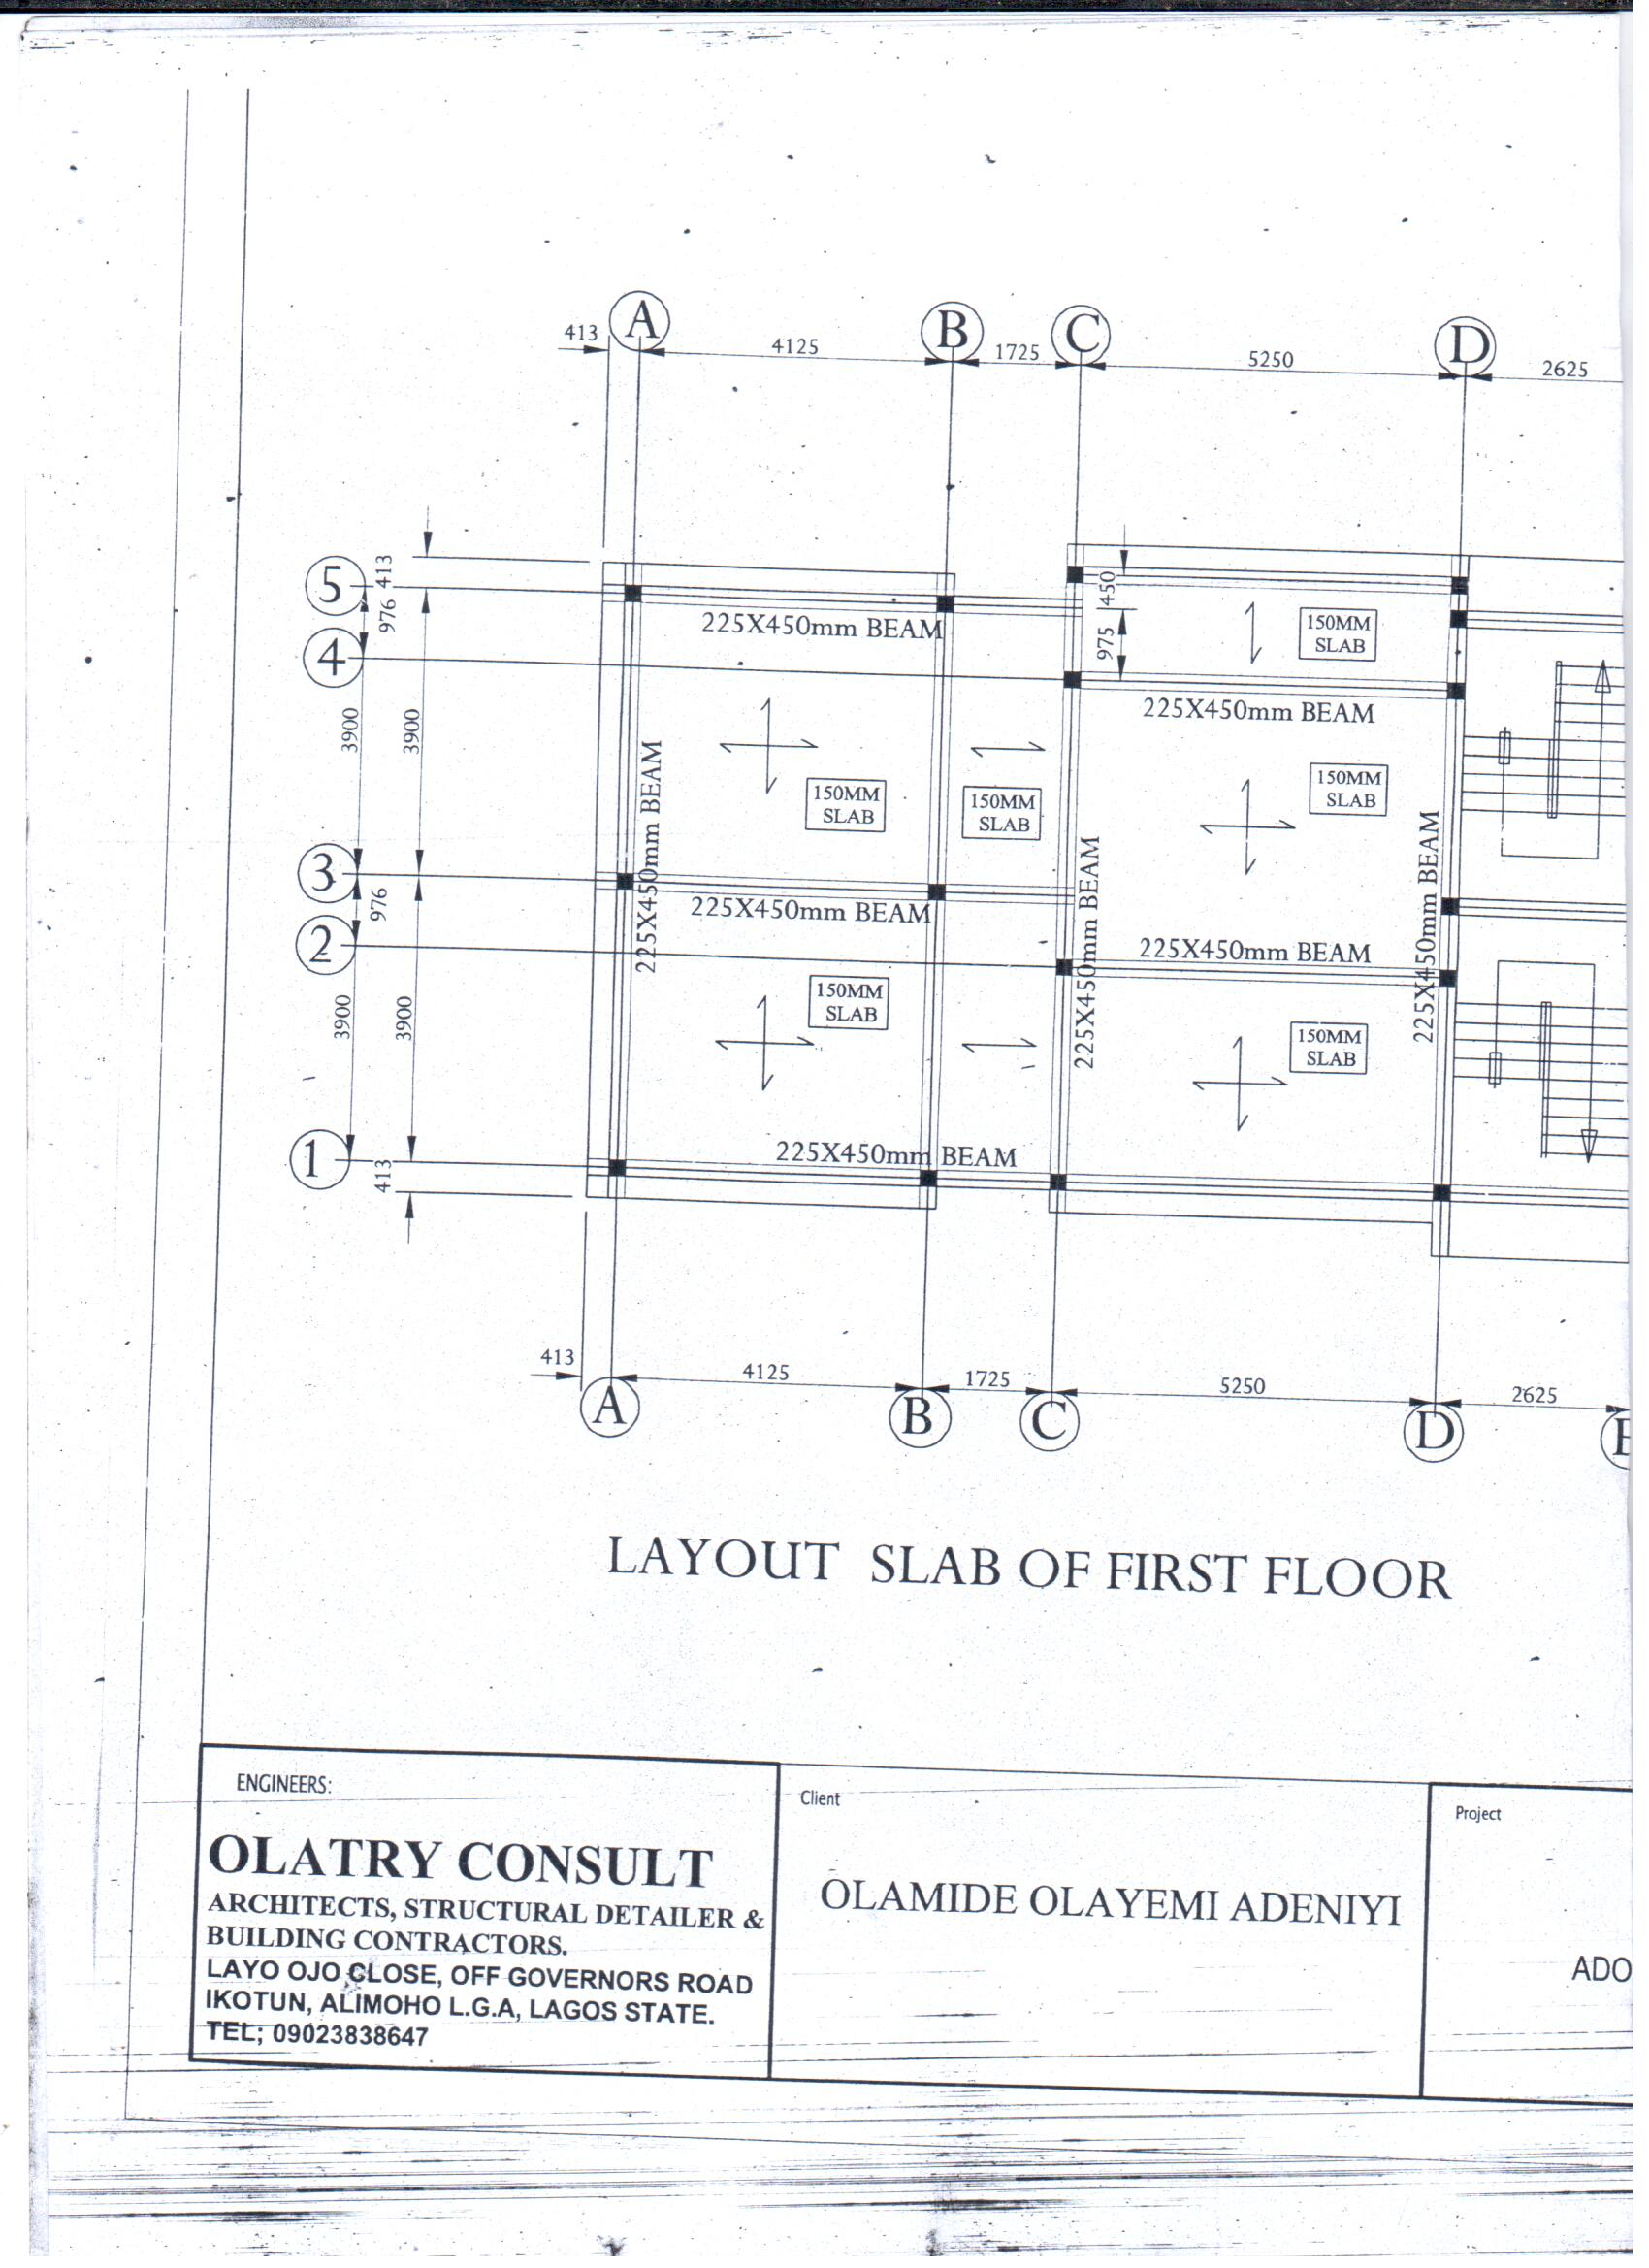 A
B
C
D
413
4125
1725
5250
2625
5
413
976
4
450
975
150MM
SLAB
225X450mm BEAM
225X450mm BEAM
3900
3900
150MM
SLAB
150MM
SLAB
150MM
SLAB
225X450mm BEAM
225X450mm BEAM
225X450mm BEAM
3
976
2
225X450mm BEAM
225X450mm BEAM
3900
3900
150MM
SLAB
150MM
SLAB
1
413
225X450mm BEAM
413
4125
1725
5250
2625
A
B
C
D
LAYOUT SLAB OF FIRST FLOOR
ENGINEERS:
OLATRY CONSULT
ARCHITECTS, STRUCTURAL DETAILER &
BUILDING CONTRACTORS.
LAYO OJO CLOSE, OFF GOVERNORS ROAD
IKOTUN, ALIMOHO L.G.A, LAGOS STATE.
TEL; 09023838647
Client
OLAMIDE OLAYEMI ADENIYI
Project
ADO